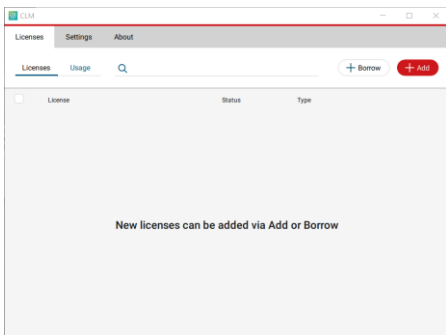 CLM
Licenses Settings About
Licenses Usage Borrow Add
License Status Type
New licenses can be added via Add or Borrow